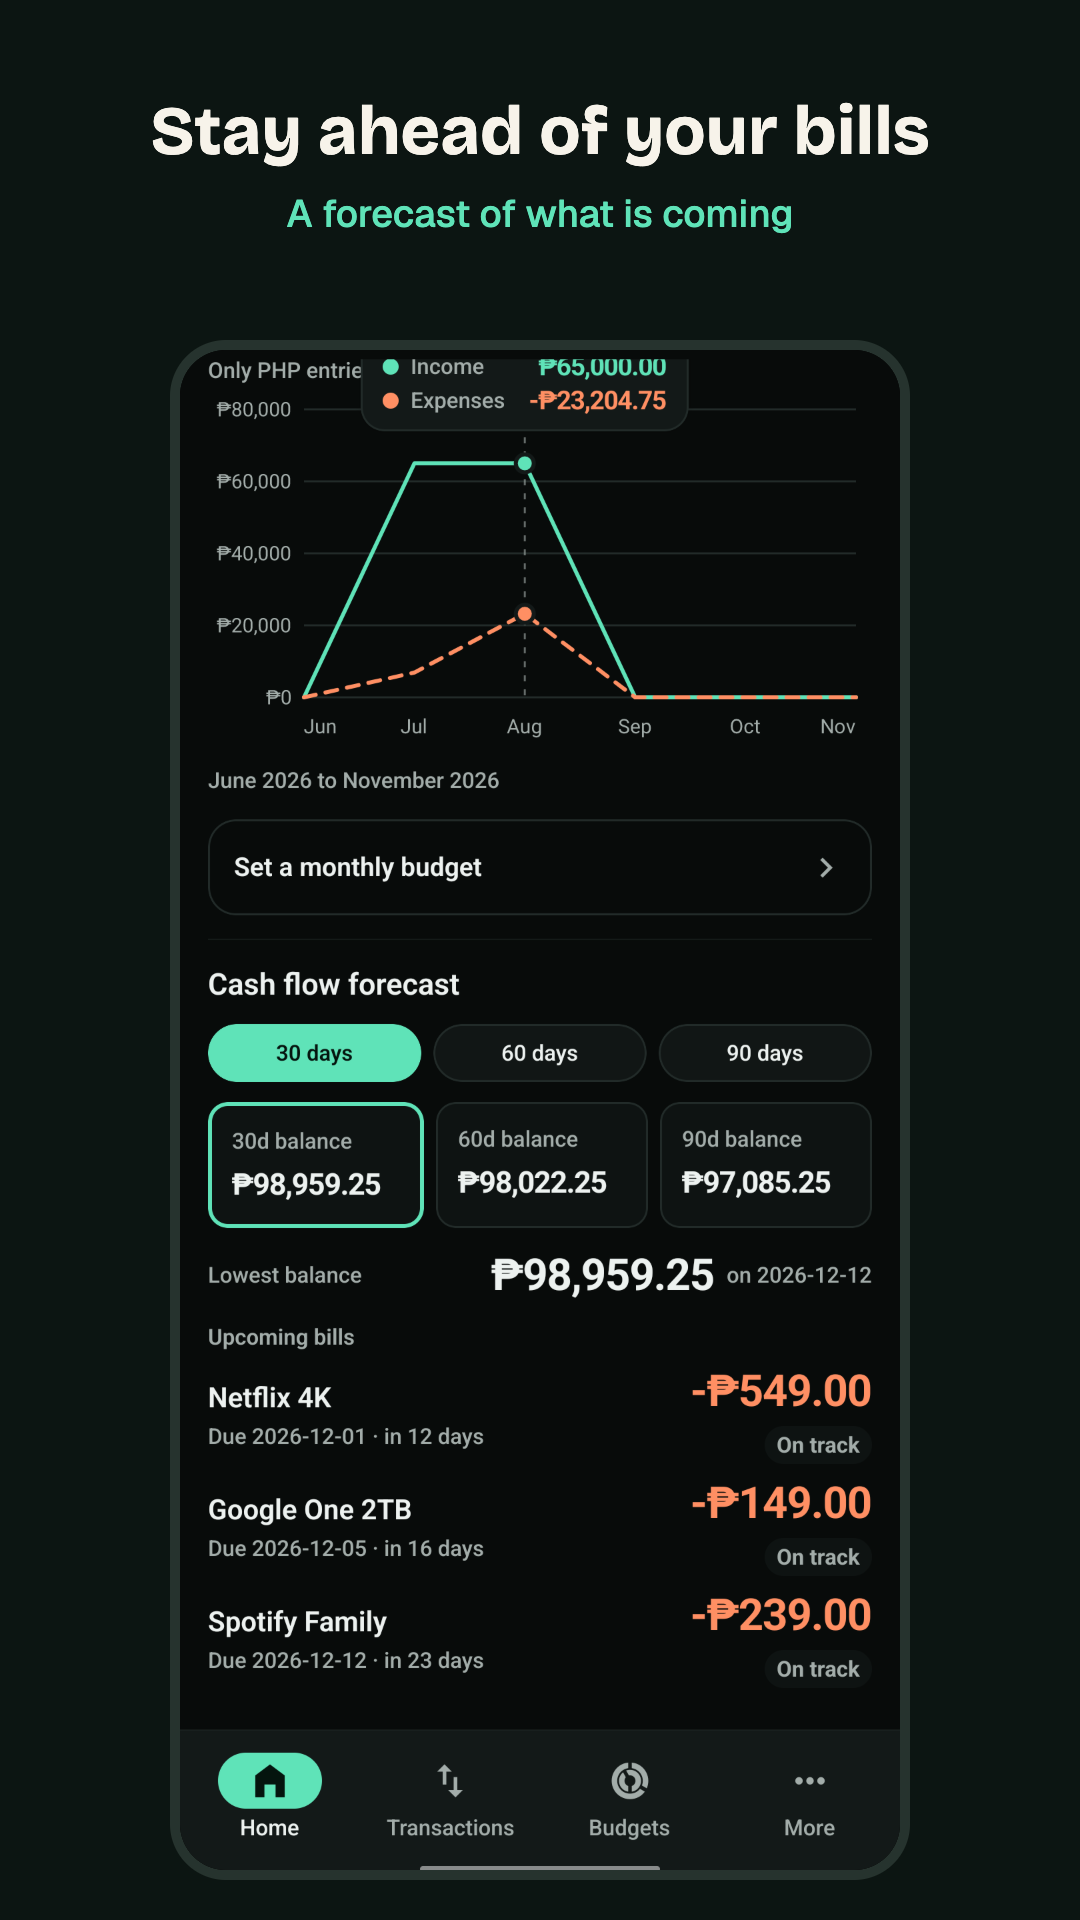 Stay ahead of your bills
A forecast of what is coming
Only PHP entrie
Income ₱65,000.00
Expenses -₱23,204.75
₱80,000
₱60,000
₱40,000
₱20,000
₱0
Jun Jul Aug Sep Oct Nov
June 2026 to November 2026
Set a monthly budget
Cash flow forecast
30 days 60 days 90 days
30d balance 60d balance 90d balance
₱98,959.25 ₱98,022.25 ₱97,085.25
Lowest balance ₱98,959.25 on 2026-12-12
Upcoming bills
Netflix 4K -₱549.00
Due 2026-12-01 · in 12 days On track
Google One 2TB -₱149.00
Due 2026-12-05 · in 16 days On track
Spotify Family -₱239.00
Due 2026-12-12 · in 23 days On track
Home Transactions Budgets More